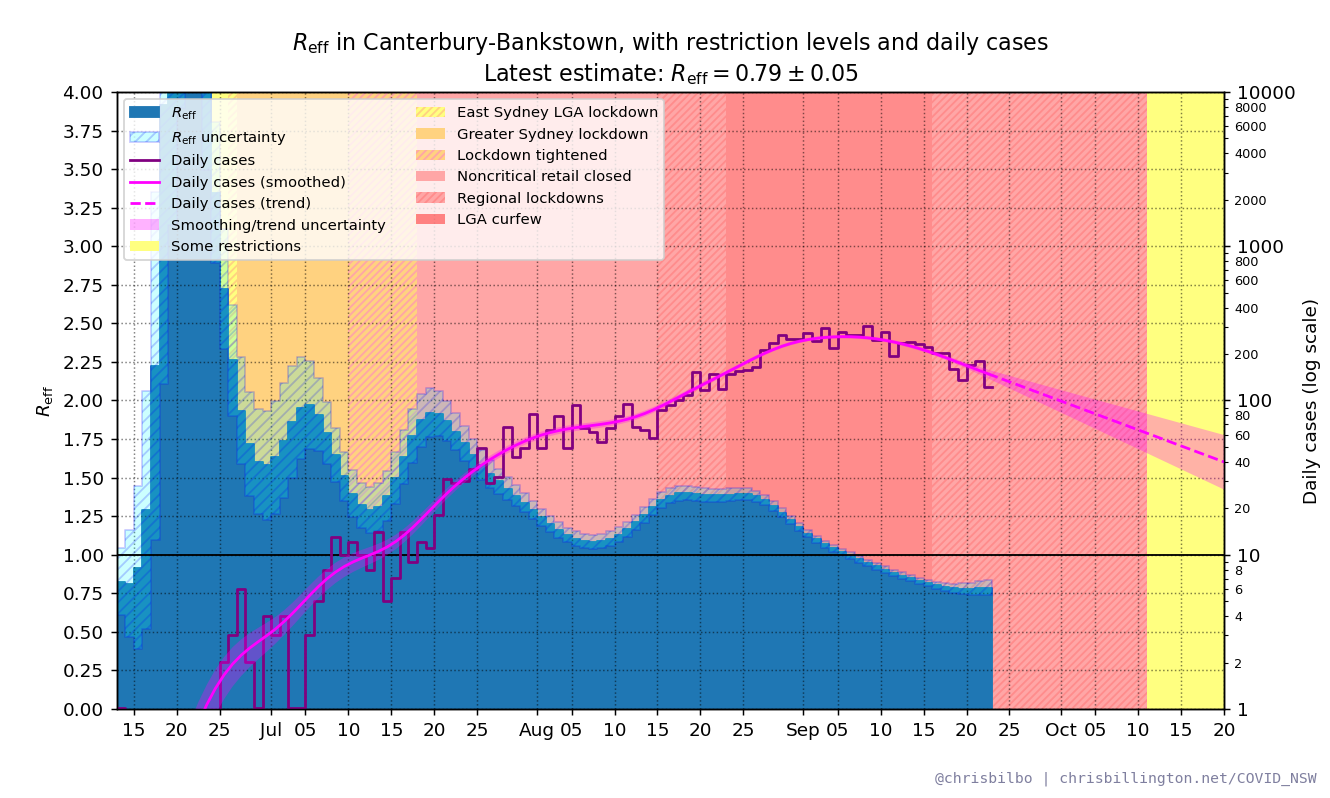 Reff in Canterbury-Bankstown, with restriction levels and daily cases
Latest estimate: Reff = 0.79 ± 0.05
Reff
Reff uncertainty
Daily cases
Daily cases (smoothed)
Daily cases (trend)
Smoothing/trend uncertainty
Some restrictions
East Sydney LGA lockdown
Greater Sydney lockdown
Lockdown tightened
Noncritical retail closed
Regional lockdowns
LGA curfew
Reff
4.00
3.75
3.50
3.25
3.00
2.75
2.50
2.25
2.00
1.75
1.50
1.25
1.00
0.75
0.50
0.25
0.00
10000
8000
6000
4000
2000
1000
800
600
400
200
100
80
60
40
20
10
8
6
4
2
1
Daily cases (log scale)
15 20 25 Jul 05 10 15 20 25 Aug 05 10 15 20 25 Sep 05 10 15 20 25 Oct 05 10 15 20
@chrisbilbo | chrisbillington.net/COVID_NSW